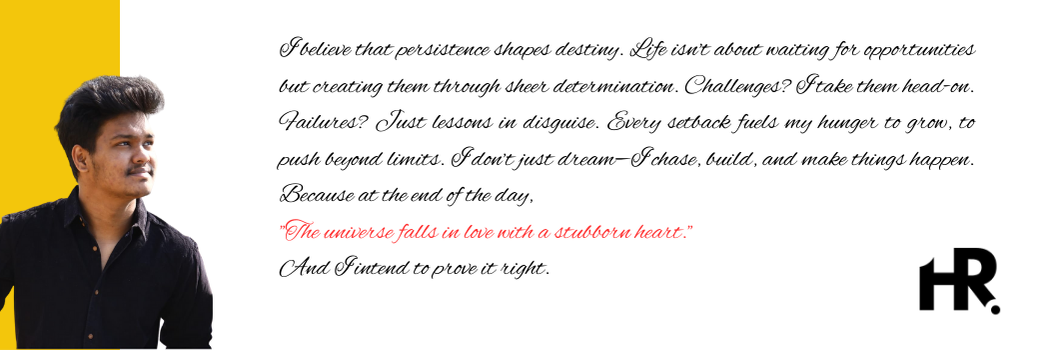 I believe that persistence shapes destiny. Life isn't about waiting for opportunities
but creating them through sheer determination. Challenges? I take them head-on.
Failures? Just lessons in disguise. Every setback fuels my hunger to grow, to
push beyond limits. I don't just dream—I chase, build, and make things happen.
Because at the end of the day,
"The universe falls in love with a stubborn heart."
And I intend to prove it right.
HR.